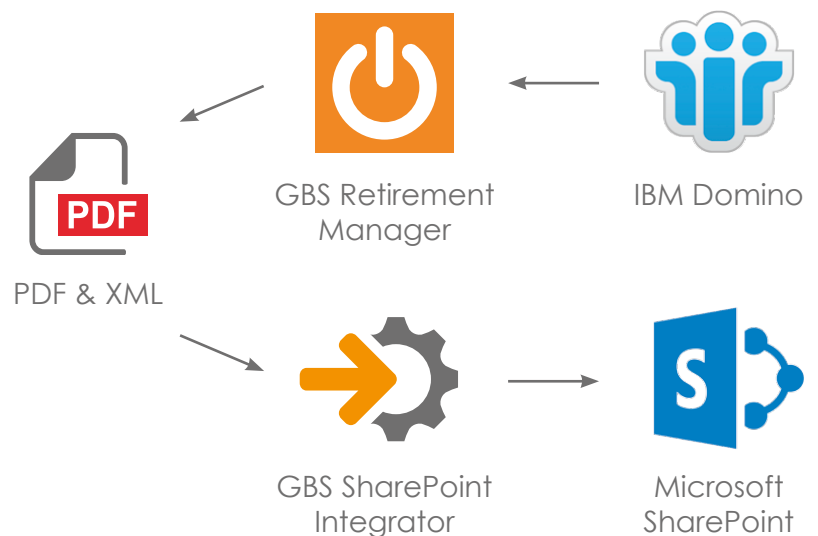 GBS Retirement
Manager
IBM Domino
PDF
PDF & XML
GBS SharePoint
Integrator
S
Microsoft
SharePoint